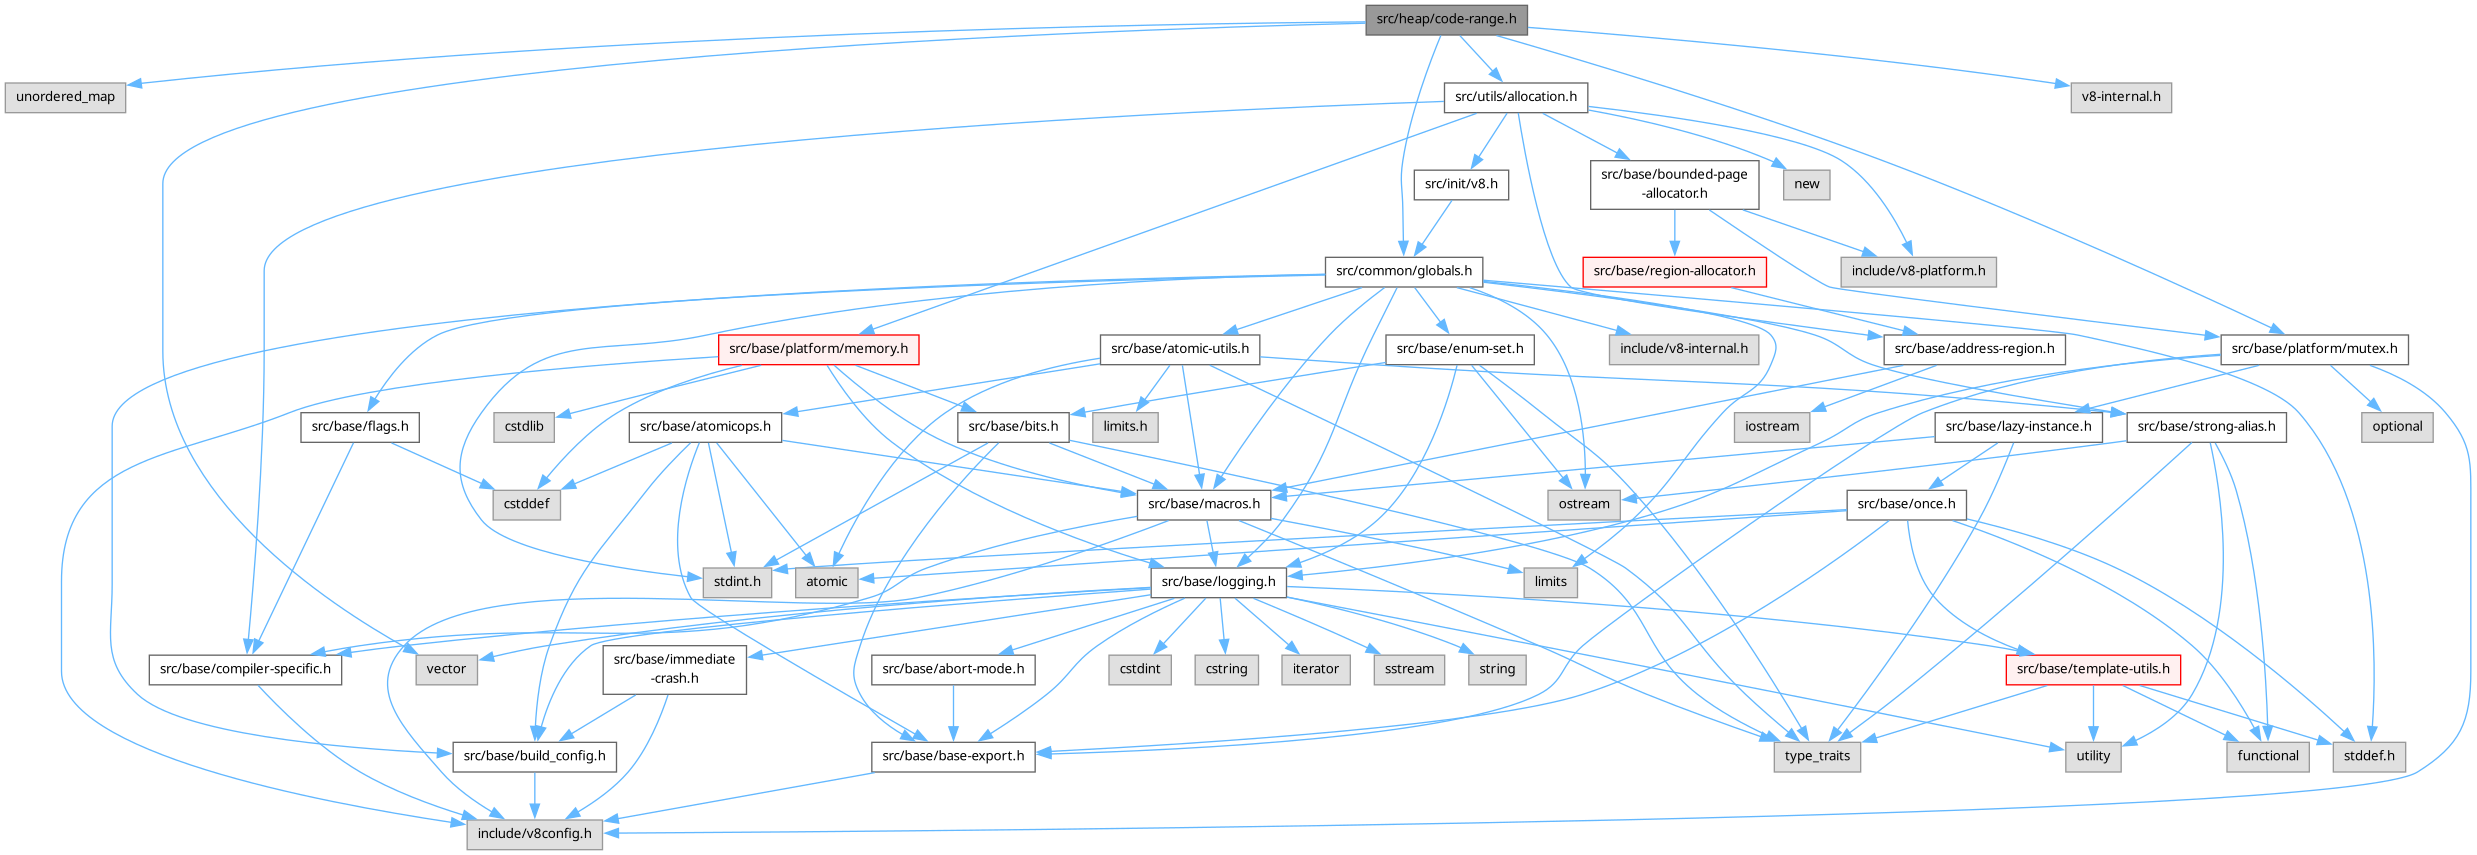 src/heap/code-range.h
unordered_map
src/utils/allocation.h
v8-internal.h
src/init/v8.h
src/base/bounded-page
-allocator.h
new
src/common/globals.h
src/base/region-allocator.h
include/v8-platform.h
src/base/platform/memory.h
src/base/atomic-utils.h
src/base/enum-set.h
include/v8-internal.h
src/base/address-region.h
src/base/platform/mutex.h
src/base/flags.h
cstdlib
src/base/atomicops.h
src/base/bits.h
limits.h
iostream
src/base/lazy-instance.h
src/base/strong-alias.h
optional
cstddef
src/base/macros.h
ostream
src/base/once.h
stdint.h
atomic
src/base/logging.h
limits
src/base/compiler-specific.h
vector
src/base/immediate
-crash.h
src/base/abort-mode.h
cstdint
cstring
iterator
sstream
string
src/base/template-utils.h
src/base/build_config.h
src/base/base-export.h
type_traits
utility
functional
stddef.h
include/v8config.h